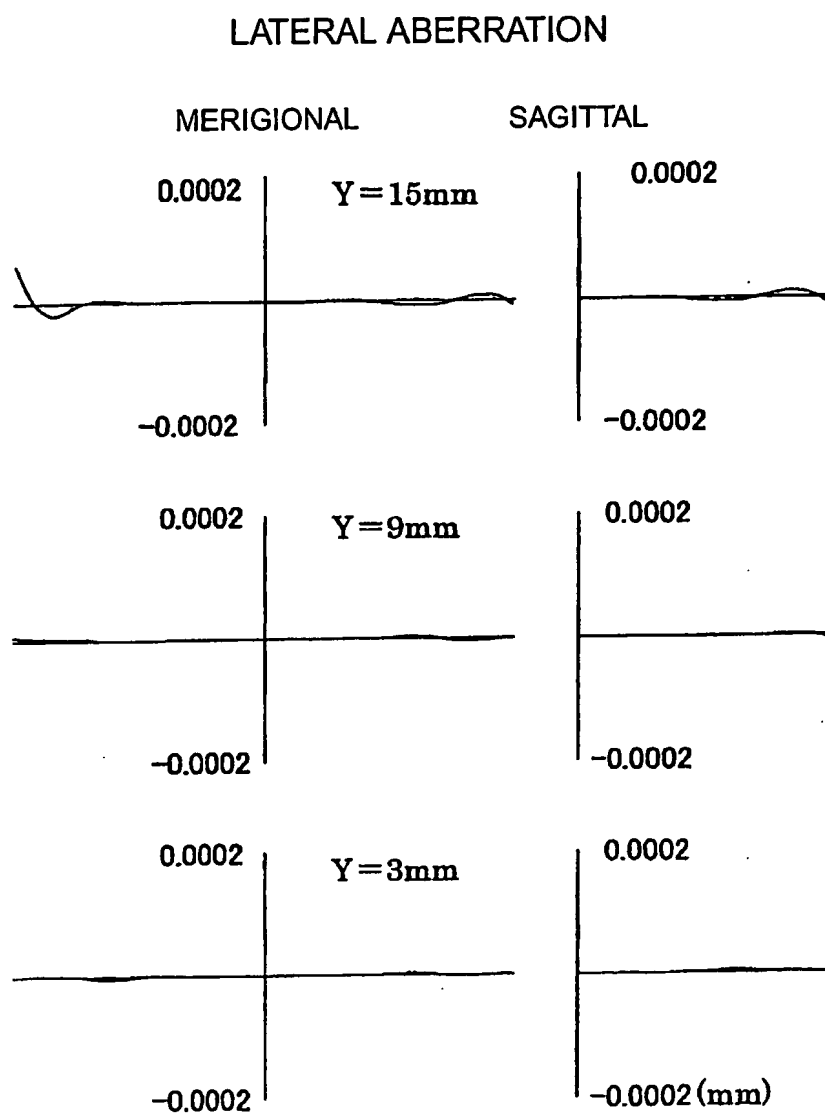 LATERAL ABERRATION
MERIGIONAL SAGITTAL
0.0002 Y=15mm 0.0002
−0.0002 −0.0002
0.0002 Y=9mm 0.0002
−0.0002 −0.0002
0.0002 Y=3mm 0.0002
−0.0002 −0.0002(mm)